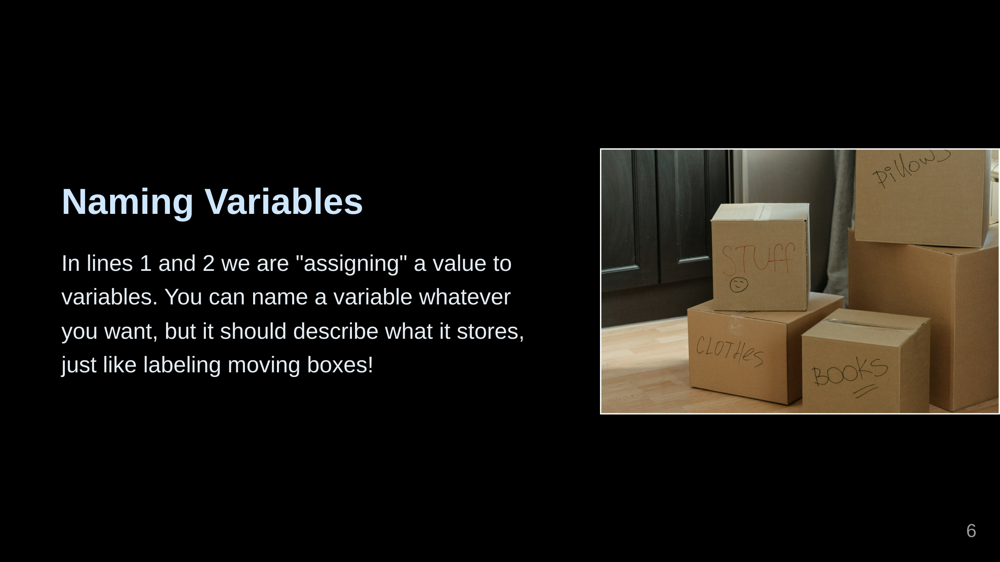 Naming Variables
In lines 1 and 2 we are "assigning" a value to
variables. You can name a variable whatever
you want, but it should describe what it stores,
just like labeling moving boxes!
Pillows
STUff
CLOTHes
BOOKS
6